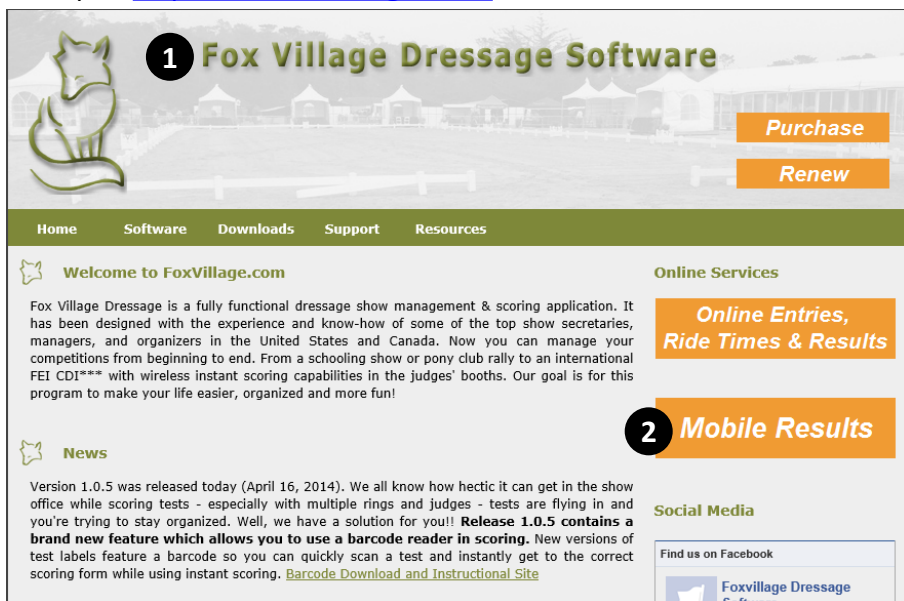 1 Fox Village Dressage Software
Purchase
Renew
Home Software Downloads Support Resources
Welcome to FoxVillage.com
Fox Village Dressage is a fully functional dressage show management & scoring application. It
has been designed with the experience and know-how of some of the top show secretaries,
managers, and organizers in the United States and Canada. Now you can manage your
competitions from beginning to end. From a schooling show or pony club rally to an international
FEI CDI*** with wireless instant scoring capabilities in the judges' booths. Our goal is for this
program to make your life easier, organized and more fun!
News
Version 1.0.5 was released today (April 16, 2014). We all know how hectic it can get in the show
office while scoring tests - especially with multiple rings and judges - tests are flying in and
you're trying to stay organized. Well, we have a solution for you!! Release 1.0.5 contains a
brand new feature which allows you to use a barcode reader in scoring. New versions of
test labels feature a barcode so you can quickly scan a test and instantly get to the correct
scoring form while using instant scoring. Barcode Download and Instructional Site
Online Services
Online Entries,
Ride Times & Results
2 Mobile Results
Social Media
Find us on Facebook
Foxvillage Dressage